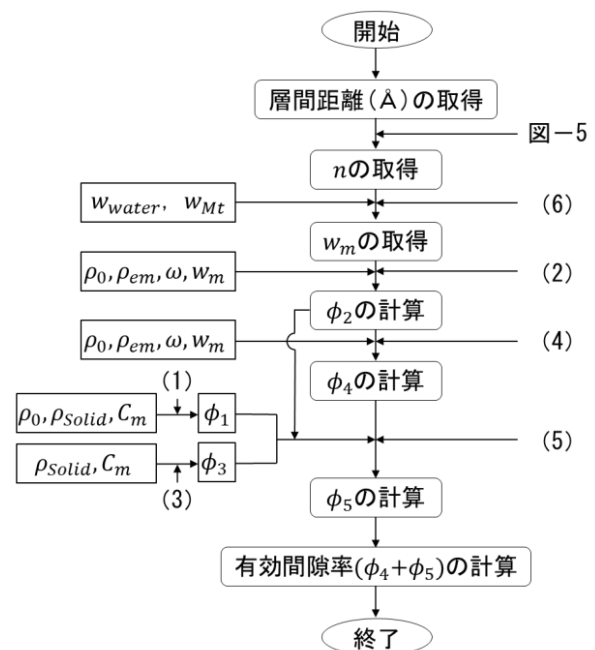 開始
層間距離(Å)の取得
図-5
nの取得
w_water, w_Mt
(6)
w_mの取得
ρ_0, ρ_em, ω, w_m
(2)
ϕ_2の計算
ρ_0, ρ_em, ω, w_m
(4)
ϕ_4の計算
(1)
ρ_0, ρ_Solid, C_m
ϕ_1
(5)
ρ_Solid, C_m
ϕ_3
(3)
ϕ_5の計算
有効間隙率(ϕ_4+ϕ_5)の計算
終了